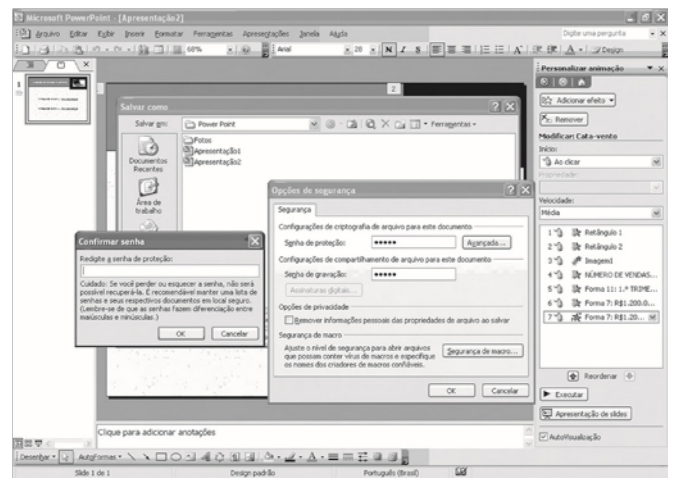 Microsoft PowerPoint - [Apresentação2]
Arquivo Editar Exibir Inserir Formatar Ferramentas Apresentações Janela Ajuda
Digite uma pergunta
60% Arial 20 N I S Design
1
2
Personalizar animação
Adicionar efeito
Remover
Modificar: Cata-vento
Início:
Ao clicar
Propriedade:
Velocidade:
Média
1 Retângulo 1
2 Retângulo 2
3 Imagem1
4 NÚMERO DE VENDAS...
5 Forma 11: 1.º TRIME...
6 Forma 7: R$1.200.0...
7 Forma 7: R$1.20...
Reordenar
Executar
Apresentação de slides
AutoVisualização
Salvar como
Salvar em: Power Point Ferramentas
Documentos Recentes
Área de trabalho
Fotos
Apresentação1
Apresentação2
Opções de segurança
Segurança
Configurações de criptografia de arquivo para este documento
Senha de proteção: ••••• Avançada...
Configurações de compartilhamento de arquivo para este documento
Senha de gravação: •••••
Assinaturas digitais...
Opções de privacidade
Remover informações pessoais das propriedades de arquivo ao salvar
Segurança de macro
Ajuste o nível de segurança para abrir arquivos
que possam conter vírus de macros e especifique
os nomes dos criadores de macros confiáveis.
Segurança de macro...
OK Cancelar
Confirmar senha
Redigite a senha de proteção:
Cuidado: Se você perder ou esquecer a senha, não será
possível recuperá-la. É recomendável manter uma lista de
senhas e seus respectivos documentos em local seguro.
(Lembre-se de que as senhas fazem diferenciação entre
maiúsculas e minúsculas.)
OK Cancelar
Clique para adicionar anotações
Desenhar AutoFormas
Slide 1 de 1 Design padrão Português (Brasil)